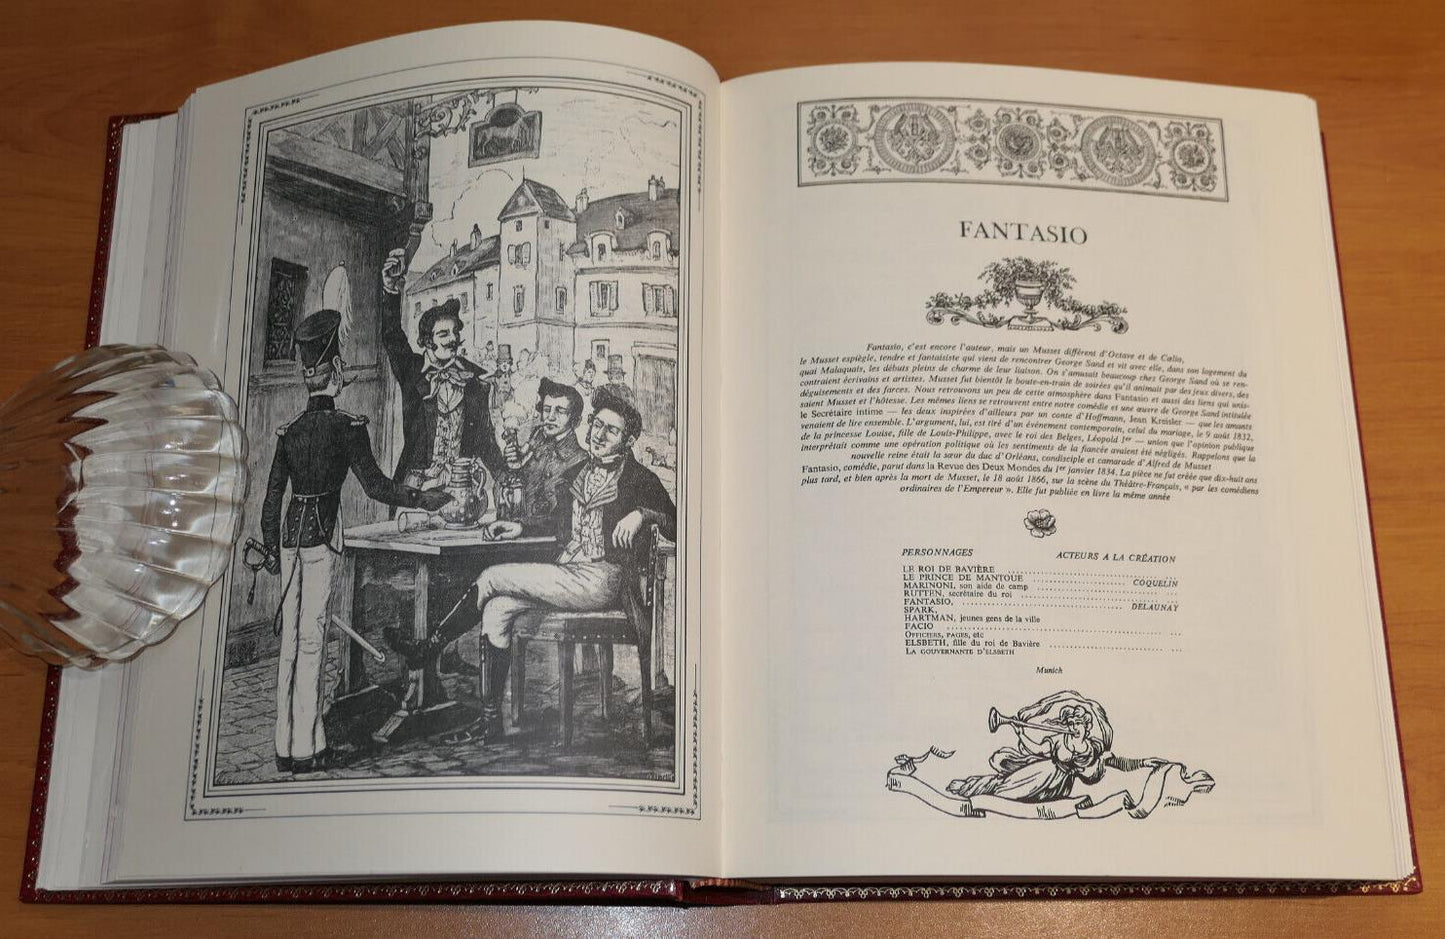 FANTASIO
Fantasio, c'est encore l'auteur, mais un Musset différent d'Octave et de Cœlio,
le Musset espiègle, tendre et fantaisiste qui vient de rencontrer George Sand et vit avec elle, dans son logement du
quai Malaquais, les débuts pleins de charme de leur liaison. On s'amusait beaucoup chez George Sand où se ren-
contraient écrivains et artistes. Musset fut bientôt le boute-en-train de soirées qu'il animait par des jeux divers, des
déguisements et des farces. Nous retrouvons un peu de cette atmosphère dans Fantasio et aussi des liens qui unis-
saient Musset et l'hôtesse. Les mêmes liens se retrouvent entre notre comédie et une œuvre de George Sand intitulée
le Secrétaire intime — les deux inspirées d'ailleurs par un conte d'Hoffmann, Jean Kreisler — que les amants
venaient de lire ensemble. L'argument, lui, est tiré d'un événement contemporain, celui du mariage, le 9 août 1832,
de la princesse Louise, fille de Louis-Philippe, avec le roi des Belges, Léopold Ier — union que l'opinion publique
interprétait comme une opération politique où les sentiments de la fiancée avaient été négligés. Rappelons que la
nouvelle reine était la sœur du duc d'Orléans, condisciple et camarade d'Alfred de Musset
Fantasio, comédie, parut dans la Revue des Deux Mondes du 1er janvier 1834. La pièce ne fut créée que dix-huit ans
plus tard, et bien après la mort de Musset, le 18 août 1866, sur la scène du Théâtre-Français, « par les comédiens
ordinaires de l'Empereur ». Elle fut publiée en livre la même année
PERSONNAGES ACTEURS A LA CRÉATION
LE ROI DE BAVIÈRE
LE PRINCE DE MANTOUE COQUELIN
MARINONI, son aide de camp
RUTTEN, secrétaire du roi
FANTASIO, DELAUNAY
SPARK,
HARTMAN, jeunes gens de la ville
FACIO
OFFICIERS, PAGES, etc
ELSBETH, fille du roi de Bavière
LA GOUVERNANTE D'ELSBETH
Munich